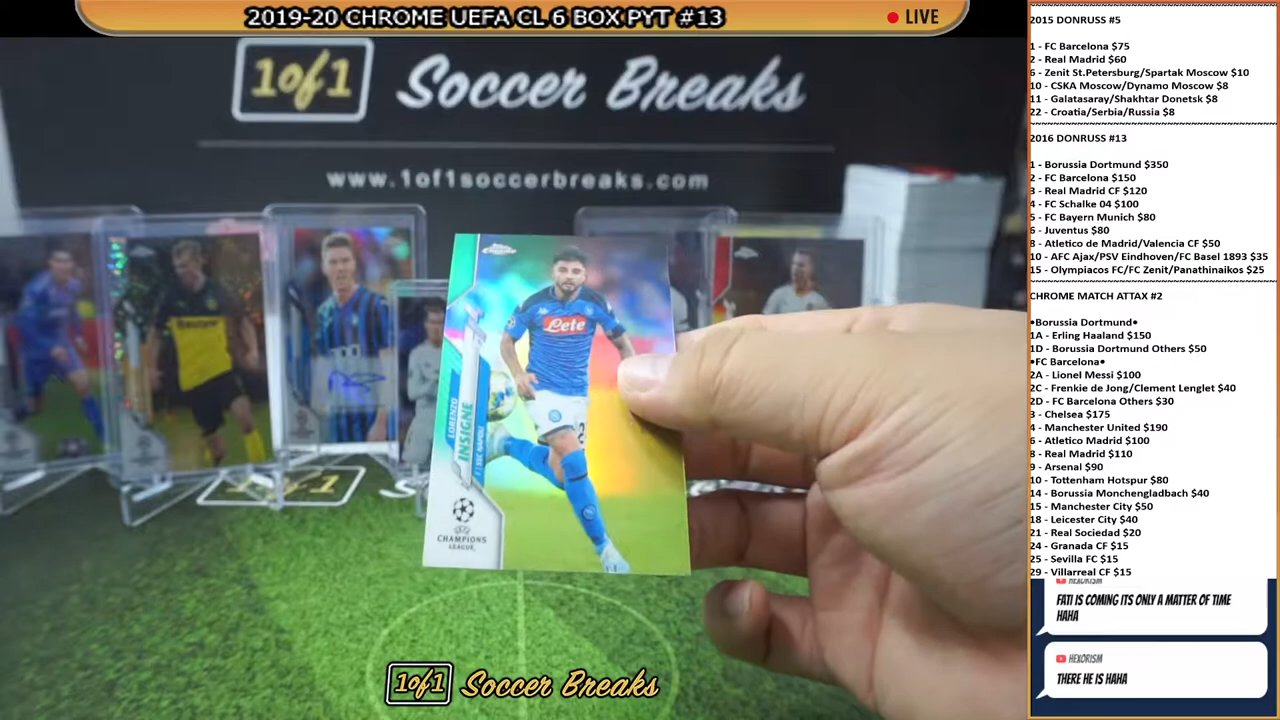 2019-20 CHROME UEFA CL 6 BOX PYT #13
LIVE
1of1 Soccer Breaks
www.1of1soccerbreaks.com
Chrome
Lete
LORENZO
INSIGNE
SSC NAPOLI
UEFA
CHAMPIONS
LEAGUE
1of1
1of1 Soccer Breaks
2015 DONRUSS #5
1 - FC Barcelona $75
2 - Real Madrid $60
6 - Zenit St.Petersburg/Spartak Moscow $10
10 - CSKA Moscow/Dynamo Moscow $8
11 - Galatasaray/Shakhtar Donetsk $8
22 - Croatia/Serbia/Russia $8
2016 DONRUSS #13
1 - Borussia Dortmund $350
2 - FC Barcelona $150
3 - Real Madrid CF $120
4 - FC Schalke 04 $100
5 - FC Bayern Munich $80
6 - Juventus $80
8 - Atletico de Madrid/Valencia CF $50
10 - AFC Ajax/PSV Eindhoven/FC Basel 1893 $35
15 - Olympiacos FC/FC Zenit/Panathinaikos $25
CHROME MATCH ATTAX #2
•Borussia Dortmund•
1A - Erling Haaland $150
1D - Borussia Dortmund Others $50
•FC Barcelona•
2A - Lionel Messi $100
2C - Frenkie de Jong/Clement Lenglet $40
2D - FC Barcelona Others $30
3 - Chelsea $175
4 - Manchester United $190
6 - Atletico Madrid $100
8 - Real Madrid $110
9 - Arsenal $90
10 - Tottenham Hotspur $80
14 - Borussia Monchengladbach $40
15 - Manchester City $50
18 - Leicester City $40
21 - Real Sociedad $20
24 - Granada CF $15
25 - Sevilla FC $15
29 - Villarreal CF $15
HEXORISM
FATI IS COMING ITS ONLY A MATTER OF TIME
HAHA
HEXORISM
THERE HE IS HAHA